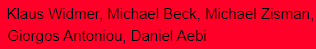 Klaus Widmer, Michael Beck, Michael Zisman,
Giorgos Antoniou, Daniel Aebi